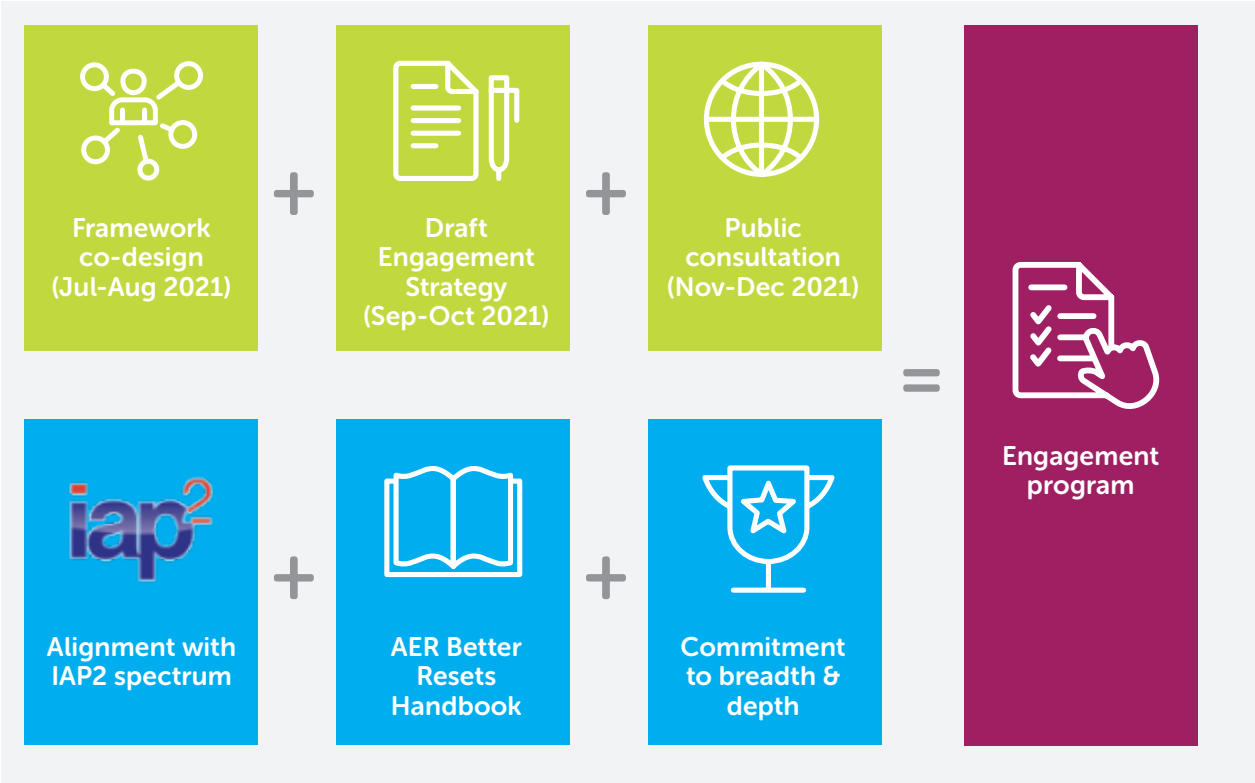 Framework
co-design
(Jul-Aug 2021)
+
Draft
Engagement
Strategy
(Sep-Oct 2021)
+
Public
consultation
(Nov-Dec 2021)
=
Engagement
program
iap2
Alignment with
IAP2 spectrum
+
AER Better
Resets
Handbook
+
Commitment
to breadth &
depth